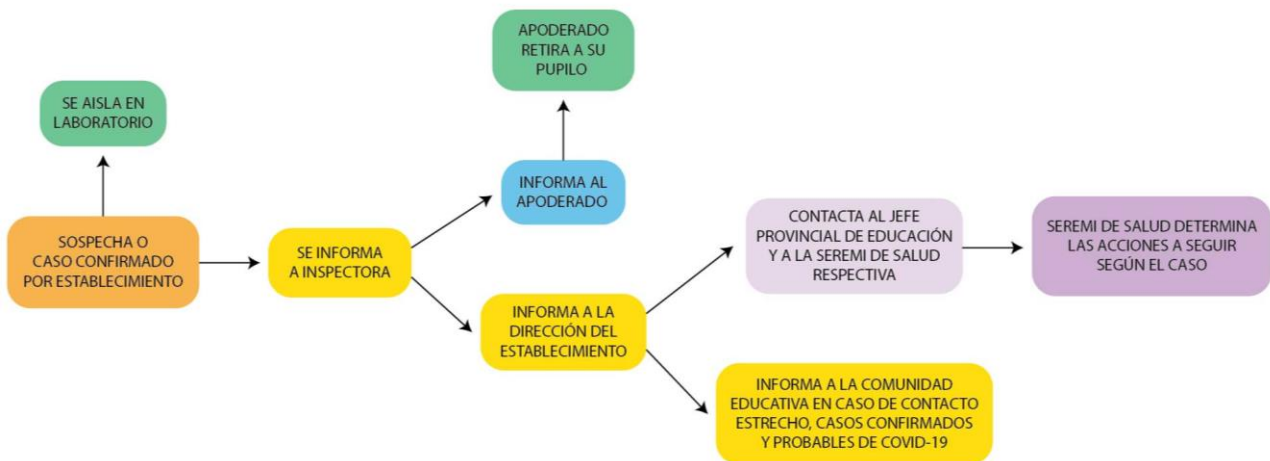 APODERADO
RETIRA A SU
PUPILO
SE AISLA EN
LABORATORIO
INFORMA AL
APODERADO
SOSPECHA O
CASO CONFIRMADO
POR ESTABLECIMIENTO
SE INFORMA
A INSPECTORA
CONTACTA AL JEFE
PROVINCIAL DE EDUCACIÓN
Y A LA SEREMI DE SALUD
RESPECTIVA
SEREMI DE SALUD DETERMINA
LAS ACCIONES A SEGUIR
SEGÚN EL CASO
INFORMA A LA
DIRECCIÓN DEL
ESTABLECIMIENTO
INFORMA A LA COMUNIDAD
EDUCATIVA EN CASO DE CONTACTO
ESTRECHO, CASOS CONFIRMADOS
Y PROBABLES DE COVID-19